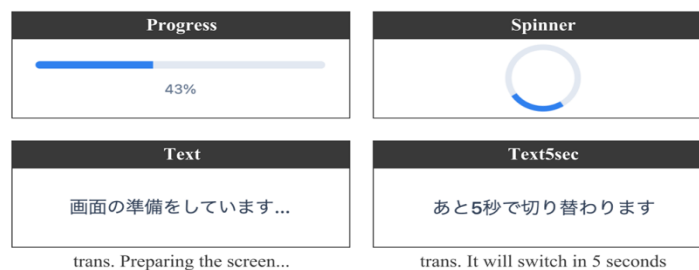 Progress
43%
Spinner
Text
画面の準備をしています...
trans. Preparing the screen...
Text5sec
あと5秒で切り替わります
trans. It will switch in 5 seconds